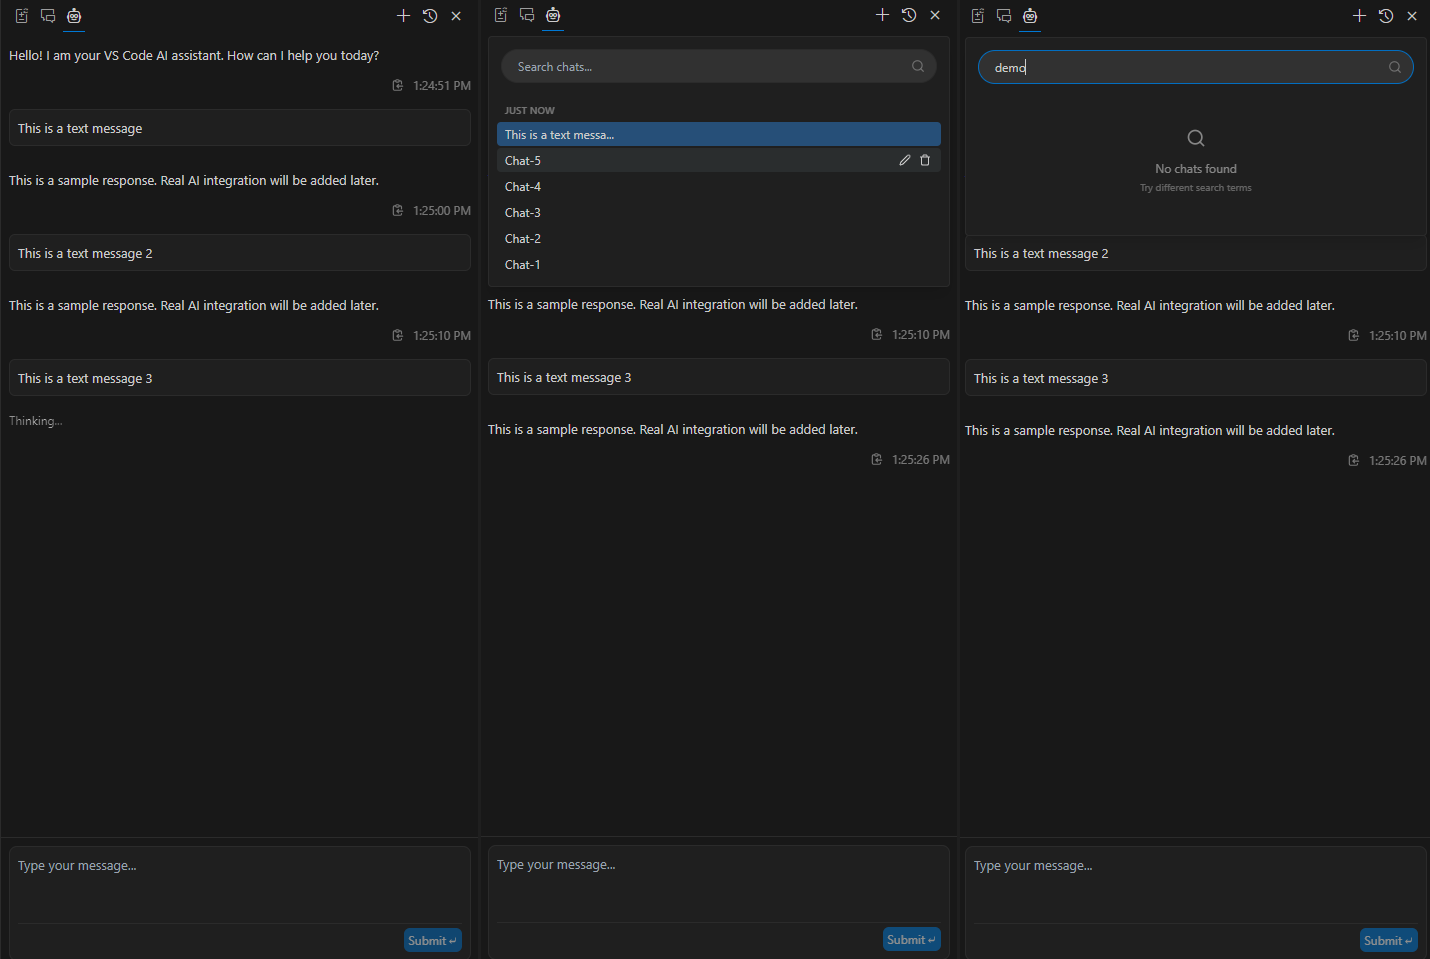 Hello! I am your VS Code AI assistant. How can I help you today?
1:24:51 PM
This is a text message
This is a sample response. Real AI integration will be added later.
1:25:00 PM
This is a text message 2
This is a sample response. Real AI integration will be added later.
1:25:10 PM
This is a text message 3
Thinking...
Type your message...
Submit ↵
Search chats...
JUST NOW
This is a text messa...
Chat-5
Chat-4
Chat-3
Chat-2
Chat-1
This is a sample response. Real AI integration will be added later.
1:25:10 PM
This is a text message 3
This is a sample response. Real AI integration will be added later.
1:25:26 PM
Type your message...
Submit ↵
demo
No chats found
Try different search terms
This is a text message 2
This is a sample response. Real AI integration will be added later.
1:25:10 PM
This is a text message 3
This is a sample response. Real AI integration will be added later.
1:25:26 PM
Type your message...
Submit ↵